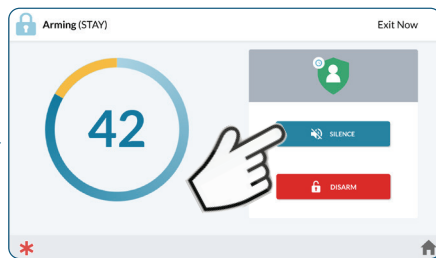 Arming (STAY)
Exit Now
42
SILENCE
DISARM